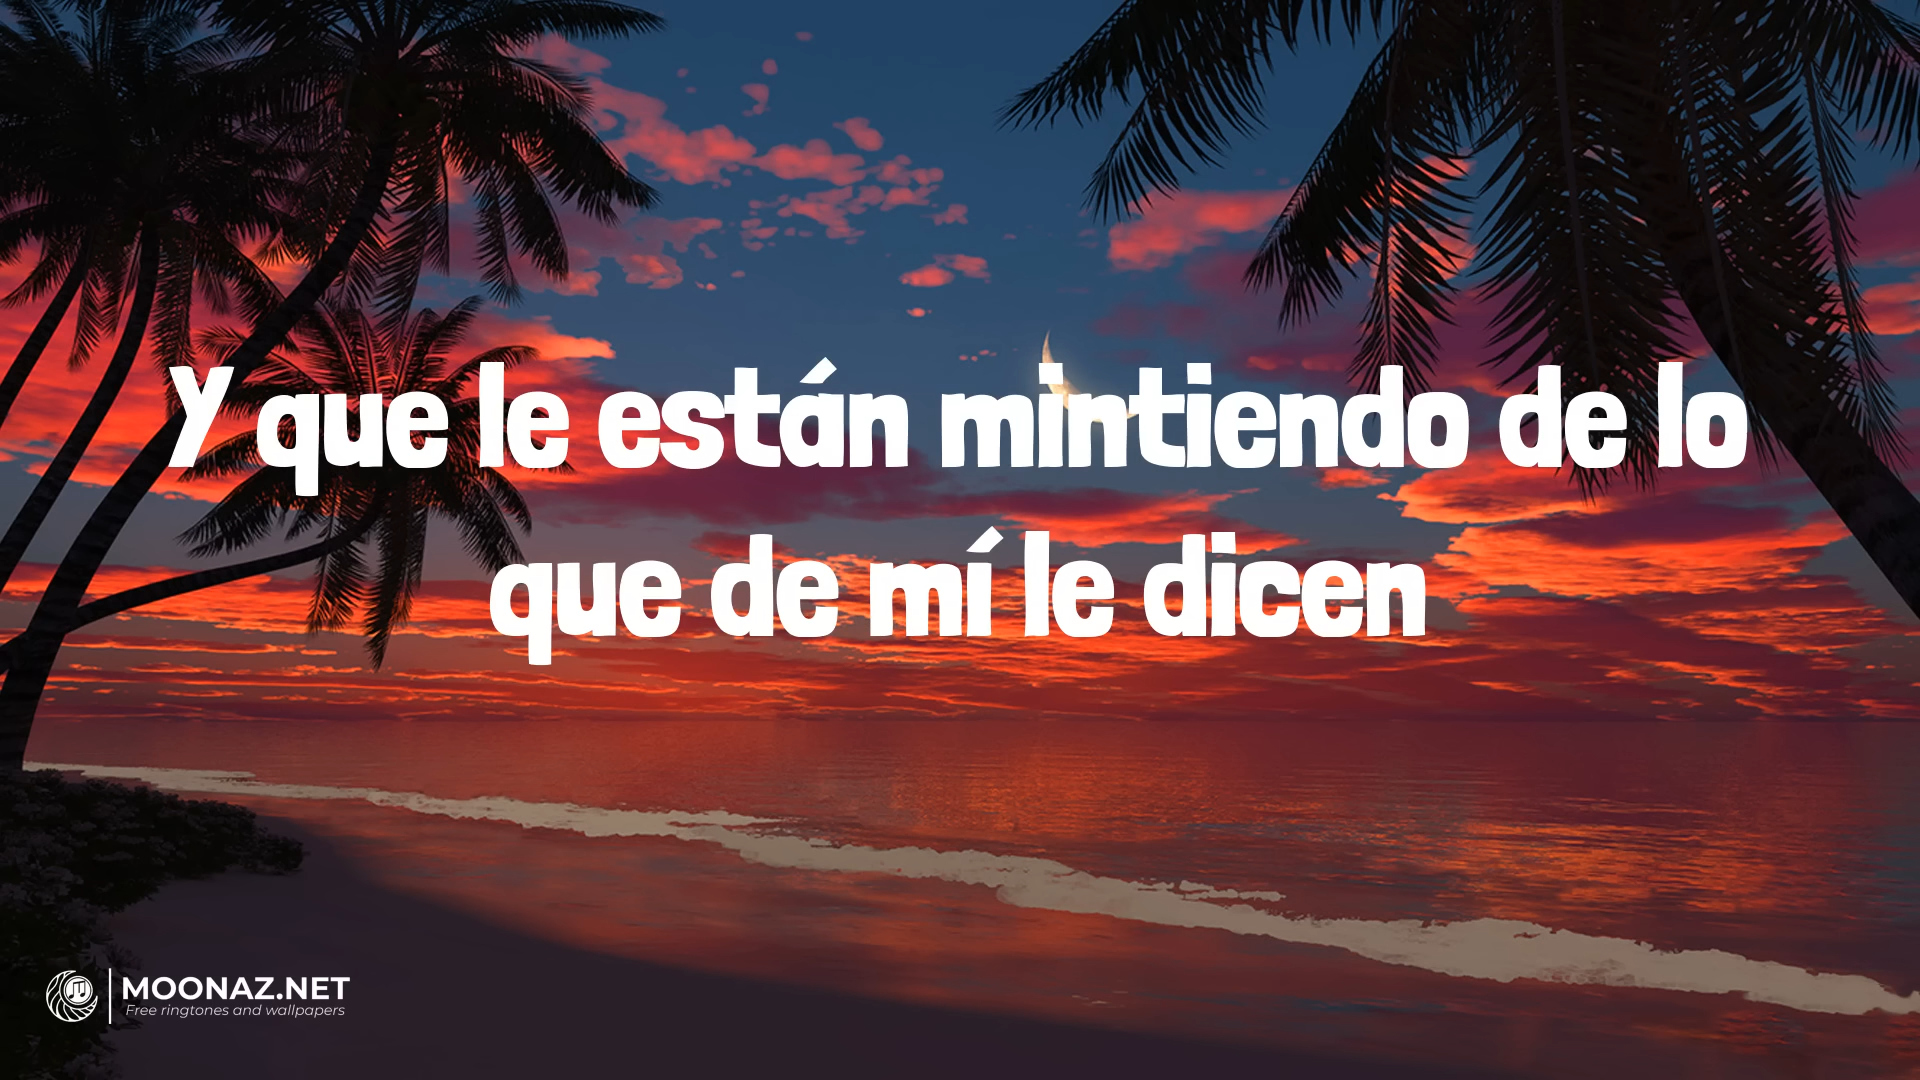 Y que le están mintiendo de lo
que de mí le dicen
MOONAZ.NET
Free ringtones and wallpapers